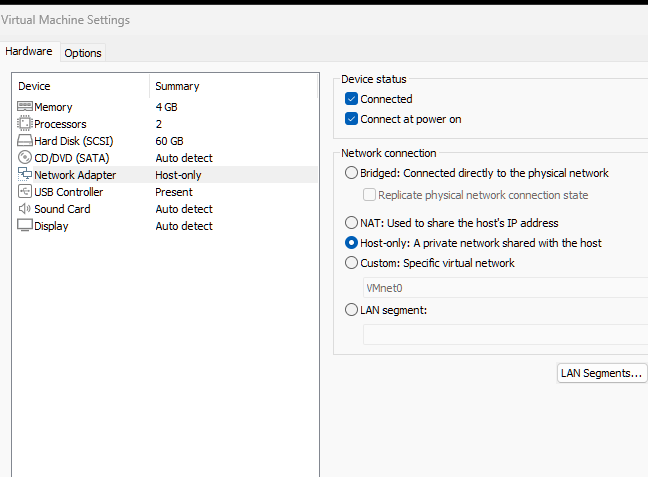 Virtual Machine Settings
Hardware Options
Device Summary
Memory 4 GB
Processors 2
Hard Disk (SCSI) 60 GB
CD/DVD (SATA) Auto detect
Network Adapter Host-only
USB Controller Present
Sound Card Auto detect
Display Auto detect
Device status
Connected
Connect at power on
Network connection
Bridged: Connected directly to the physical network
Replicate physical network connection state
NAT: Used to share the host's IP address
Host-only: A private network shared with the host
Custom: Specific virtual network
VMnet0
LAN segment:
LAN Segments...